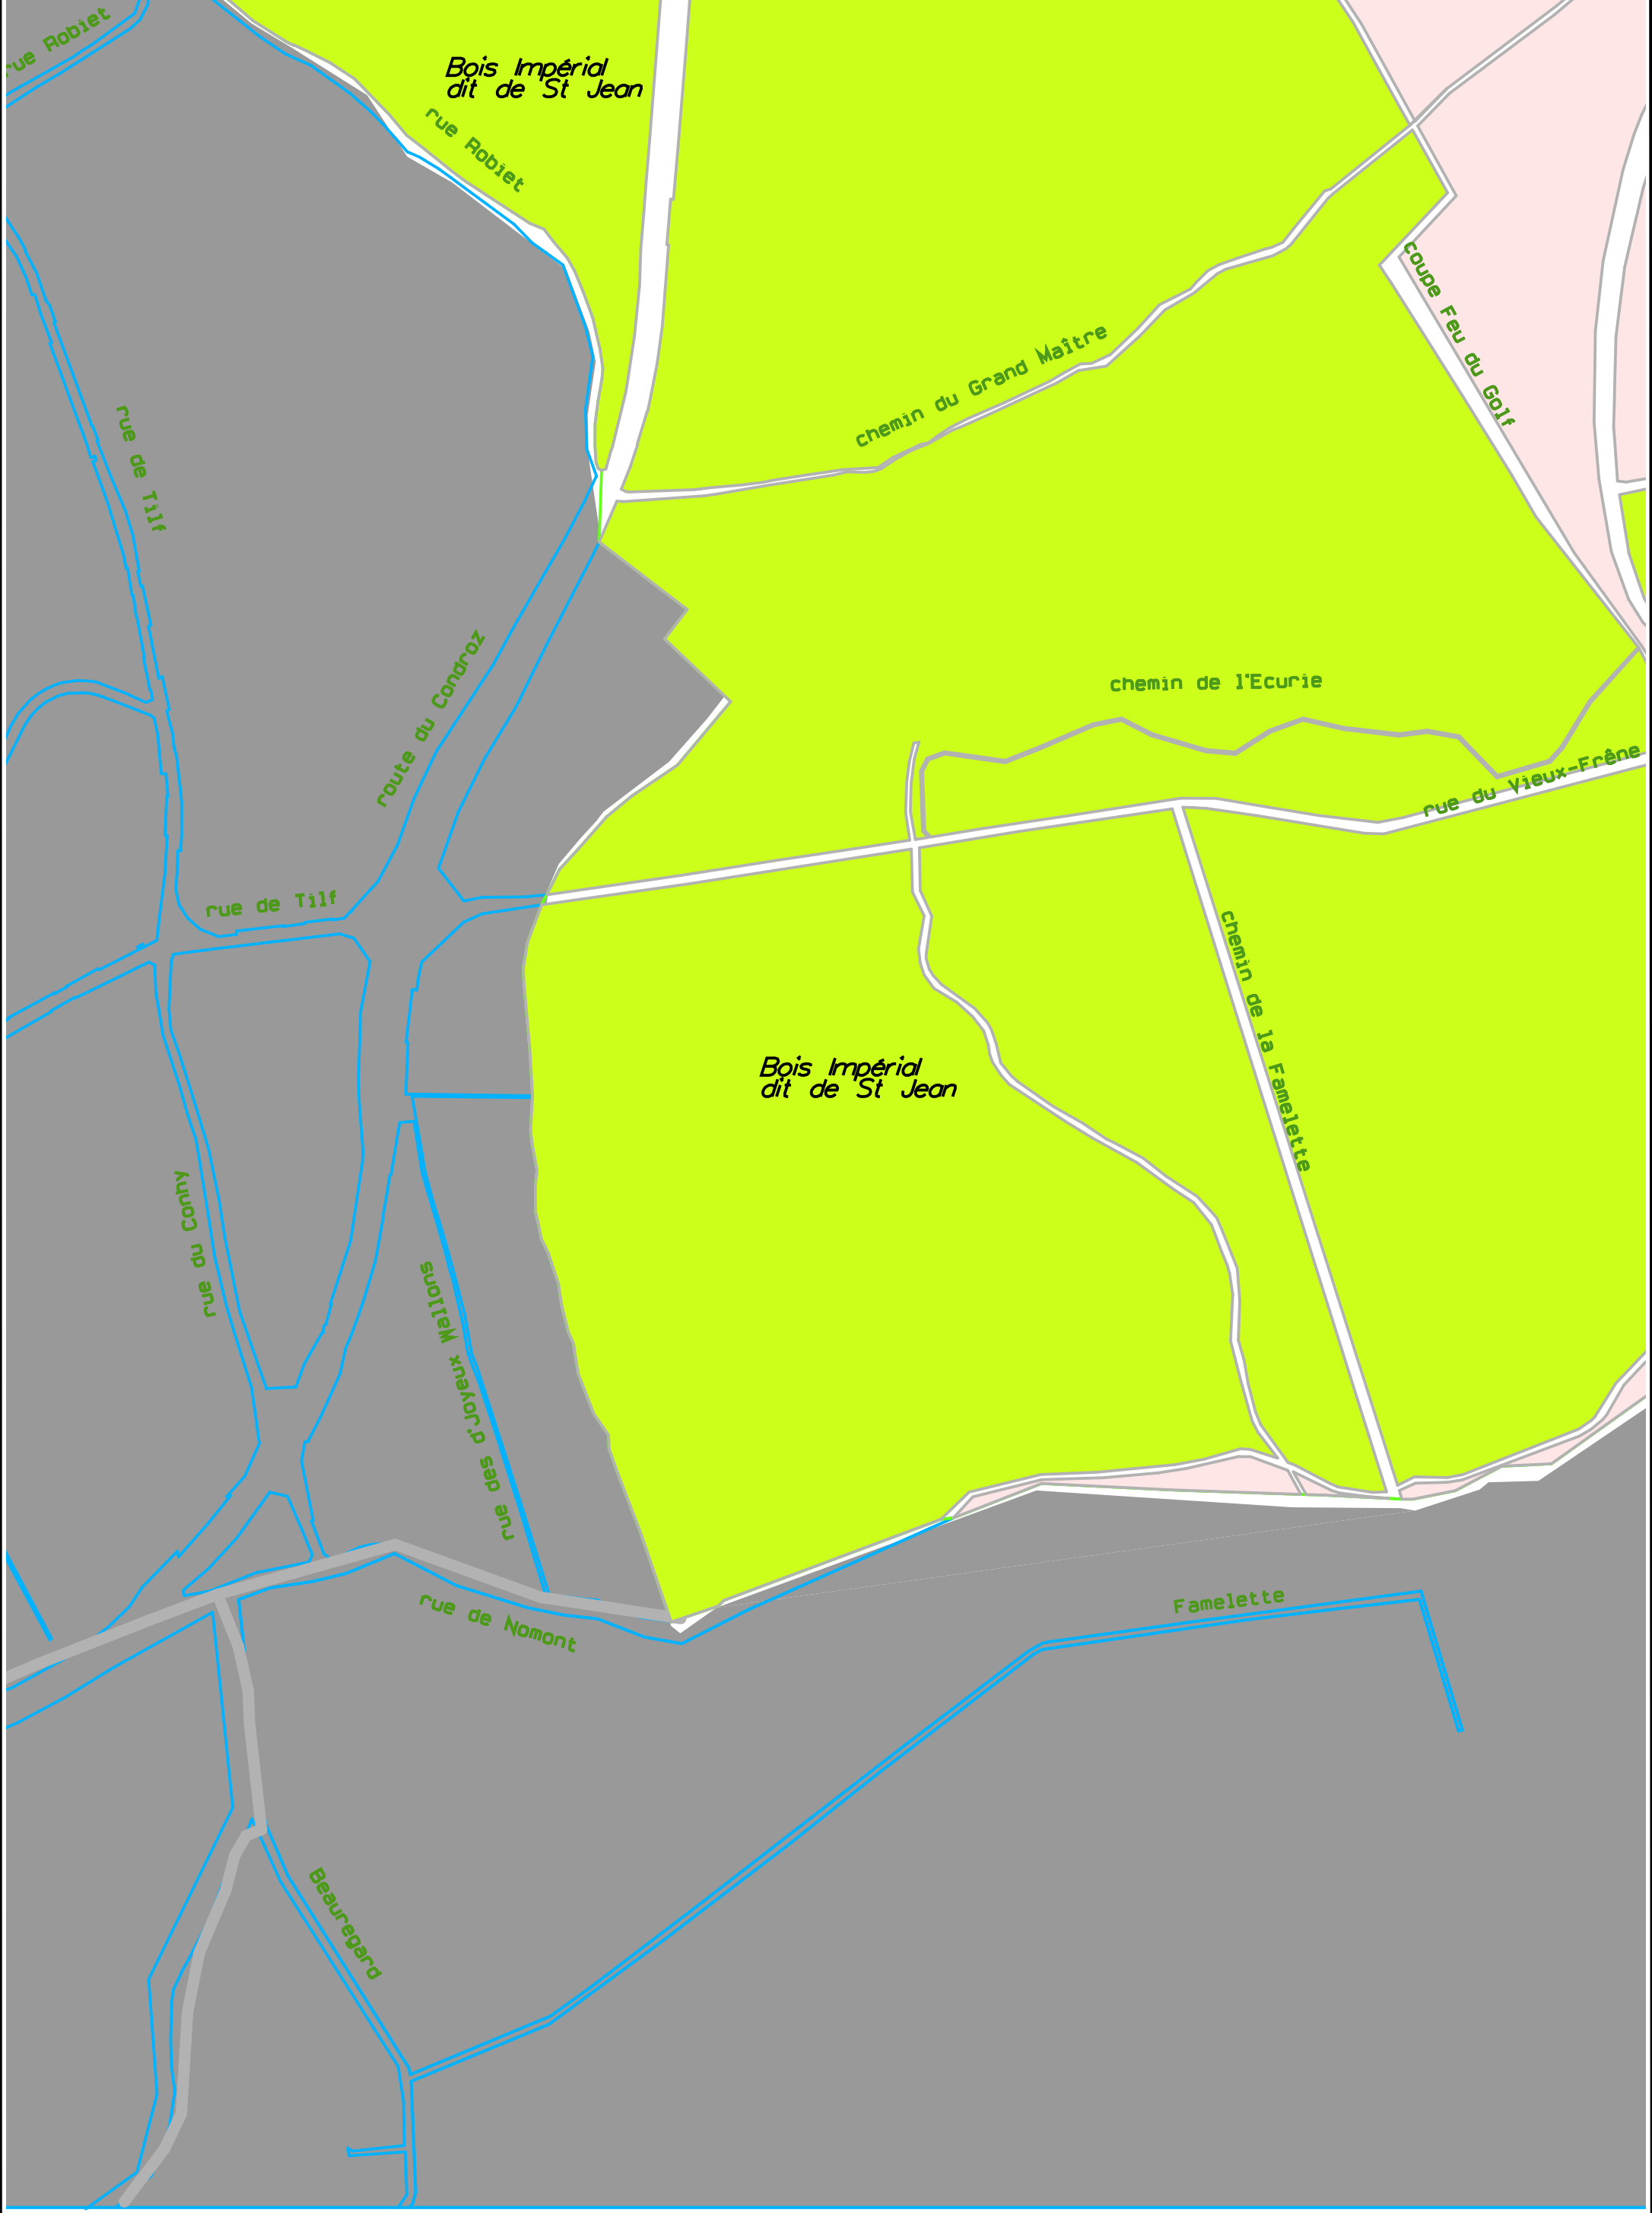 rue Robiet
Bois Impérial
dit de St Jean
rue Robiet
coupe Feu du Golf
chemin du Grand Maître
rue de Tilf
route du Condroz
chemin de l'Ecurie
rue du Vieux-Frêne
rue de Tilf
chemin de la Famelette
Bois Impérial
dit de St Jean
rue du Conhy
rue des d'Joyeux Wallons
rue de Nomont
Famelette
Beauregard